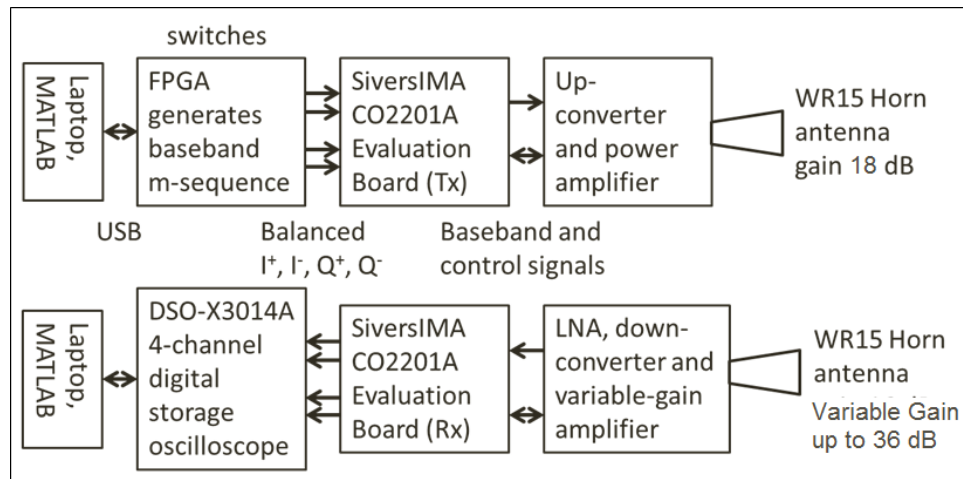 switches
Laptop,
MATLAB
FPGA
generates
baseband
m-sequence
SiversIMA
CO2201A
Evaluation
Board (Tx)
Up-
converter
and power
amplifier
WR15 Horn
antenna
gain 18 dB
USB
Balanced
I⁺, I⁻, Q⁺, Q⁻
Baseband and
control signals
Laptop,
MATLAB
DSO-X3014A
4-channel
digital
storage
oscilloscope
SiversIMA
CO2201A
Evaluation
Board (Rx)
LNA, down-
converter and
variable-gain
amplifier
WR15 Horn
antenna
Variable Gain
up to 36 dB